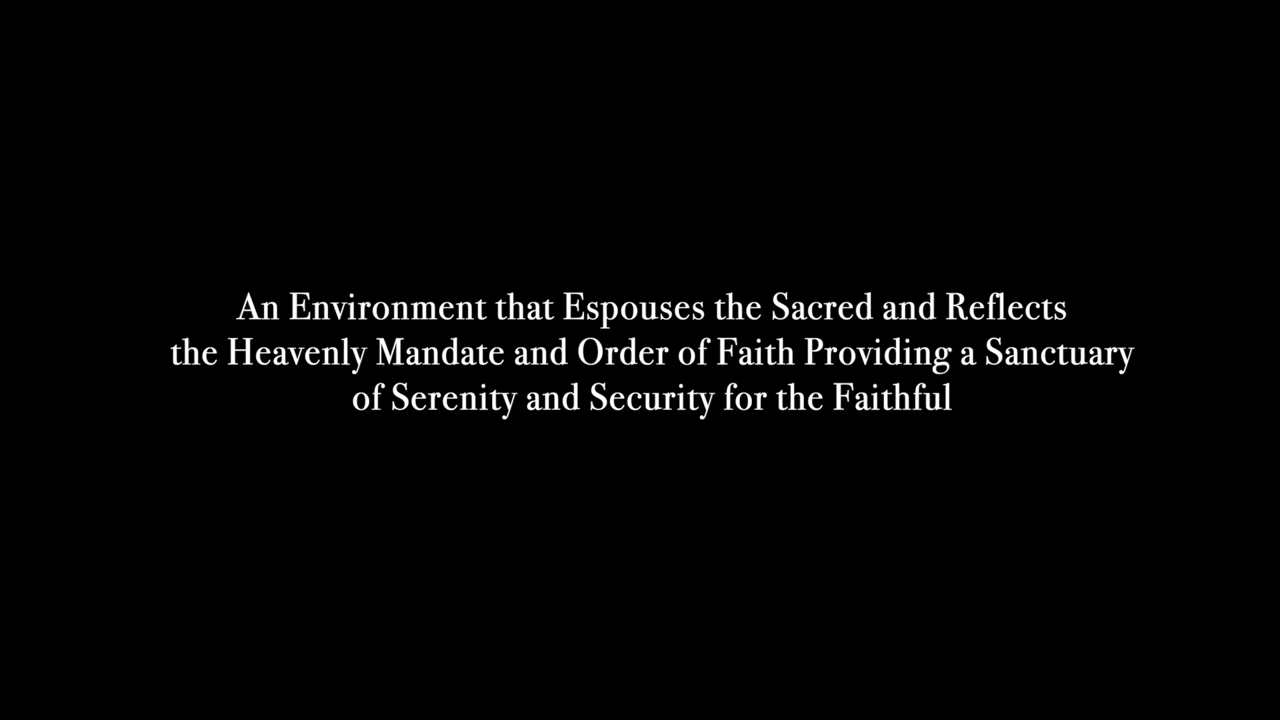 An Environment that Espouses the Sacred and Reflects
the Heavenly Mandate and Order of Faith Providing a Sanctuary
of Serenity and Security for the Faithful